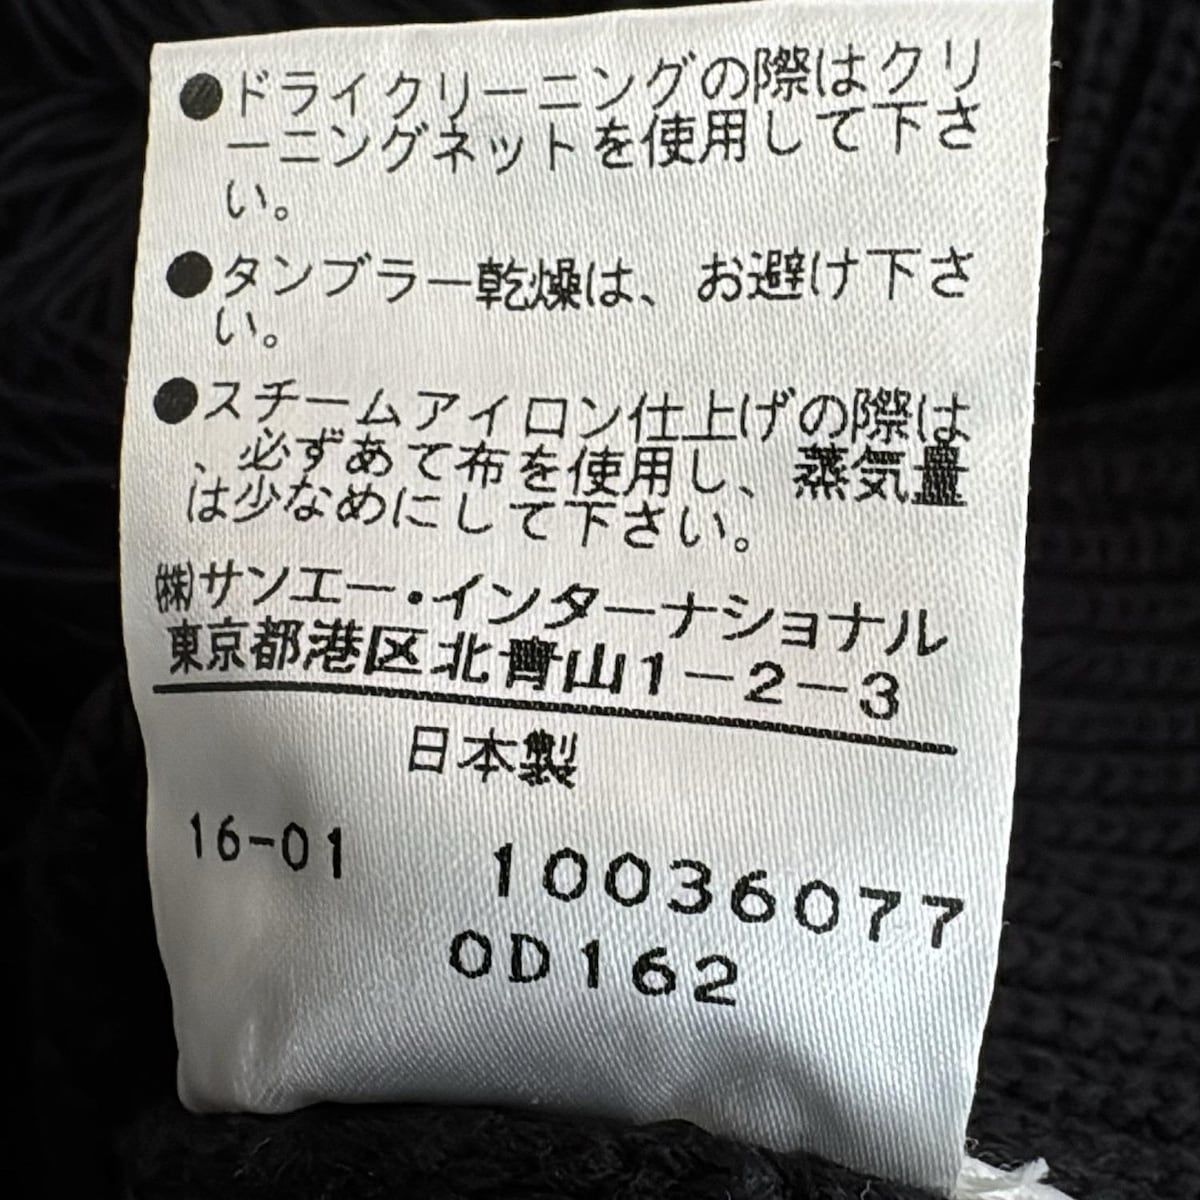 ●ドライクリーニングの際はクリ
ーニングネットを使用して下さ
い。
●タンブラー乾燥は、お避け下さ
い。
●スチームアイロン仕上げの際は
、必ずあて布を使用し、蒸気量
は少なめにして下さい。
㈱サンエー・インターナショナル
東京都港区北青山1-2-3
日本製
16-01
10036077
0D162